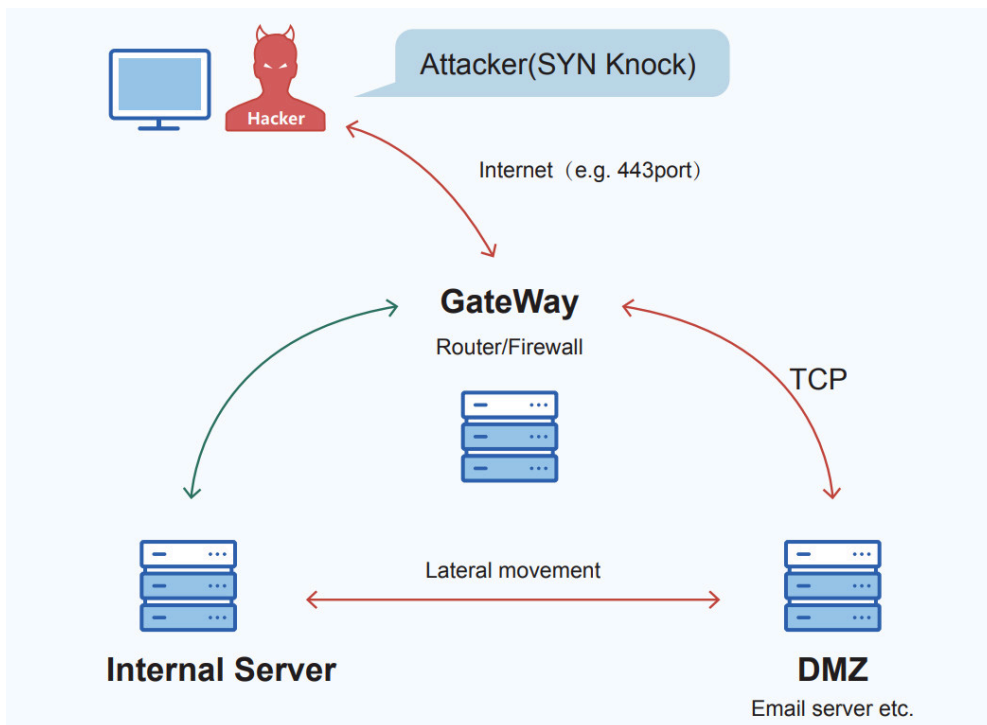 Attacker(SYN Knock)
Hacker
Internet（e.g. 443port）
GateWay
Router/Firewall
TCP
Lateral movement
Internal Server
DMZ
Email server etc.